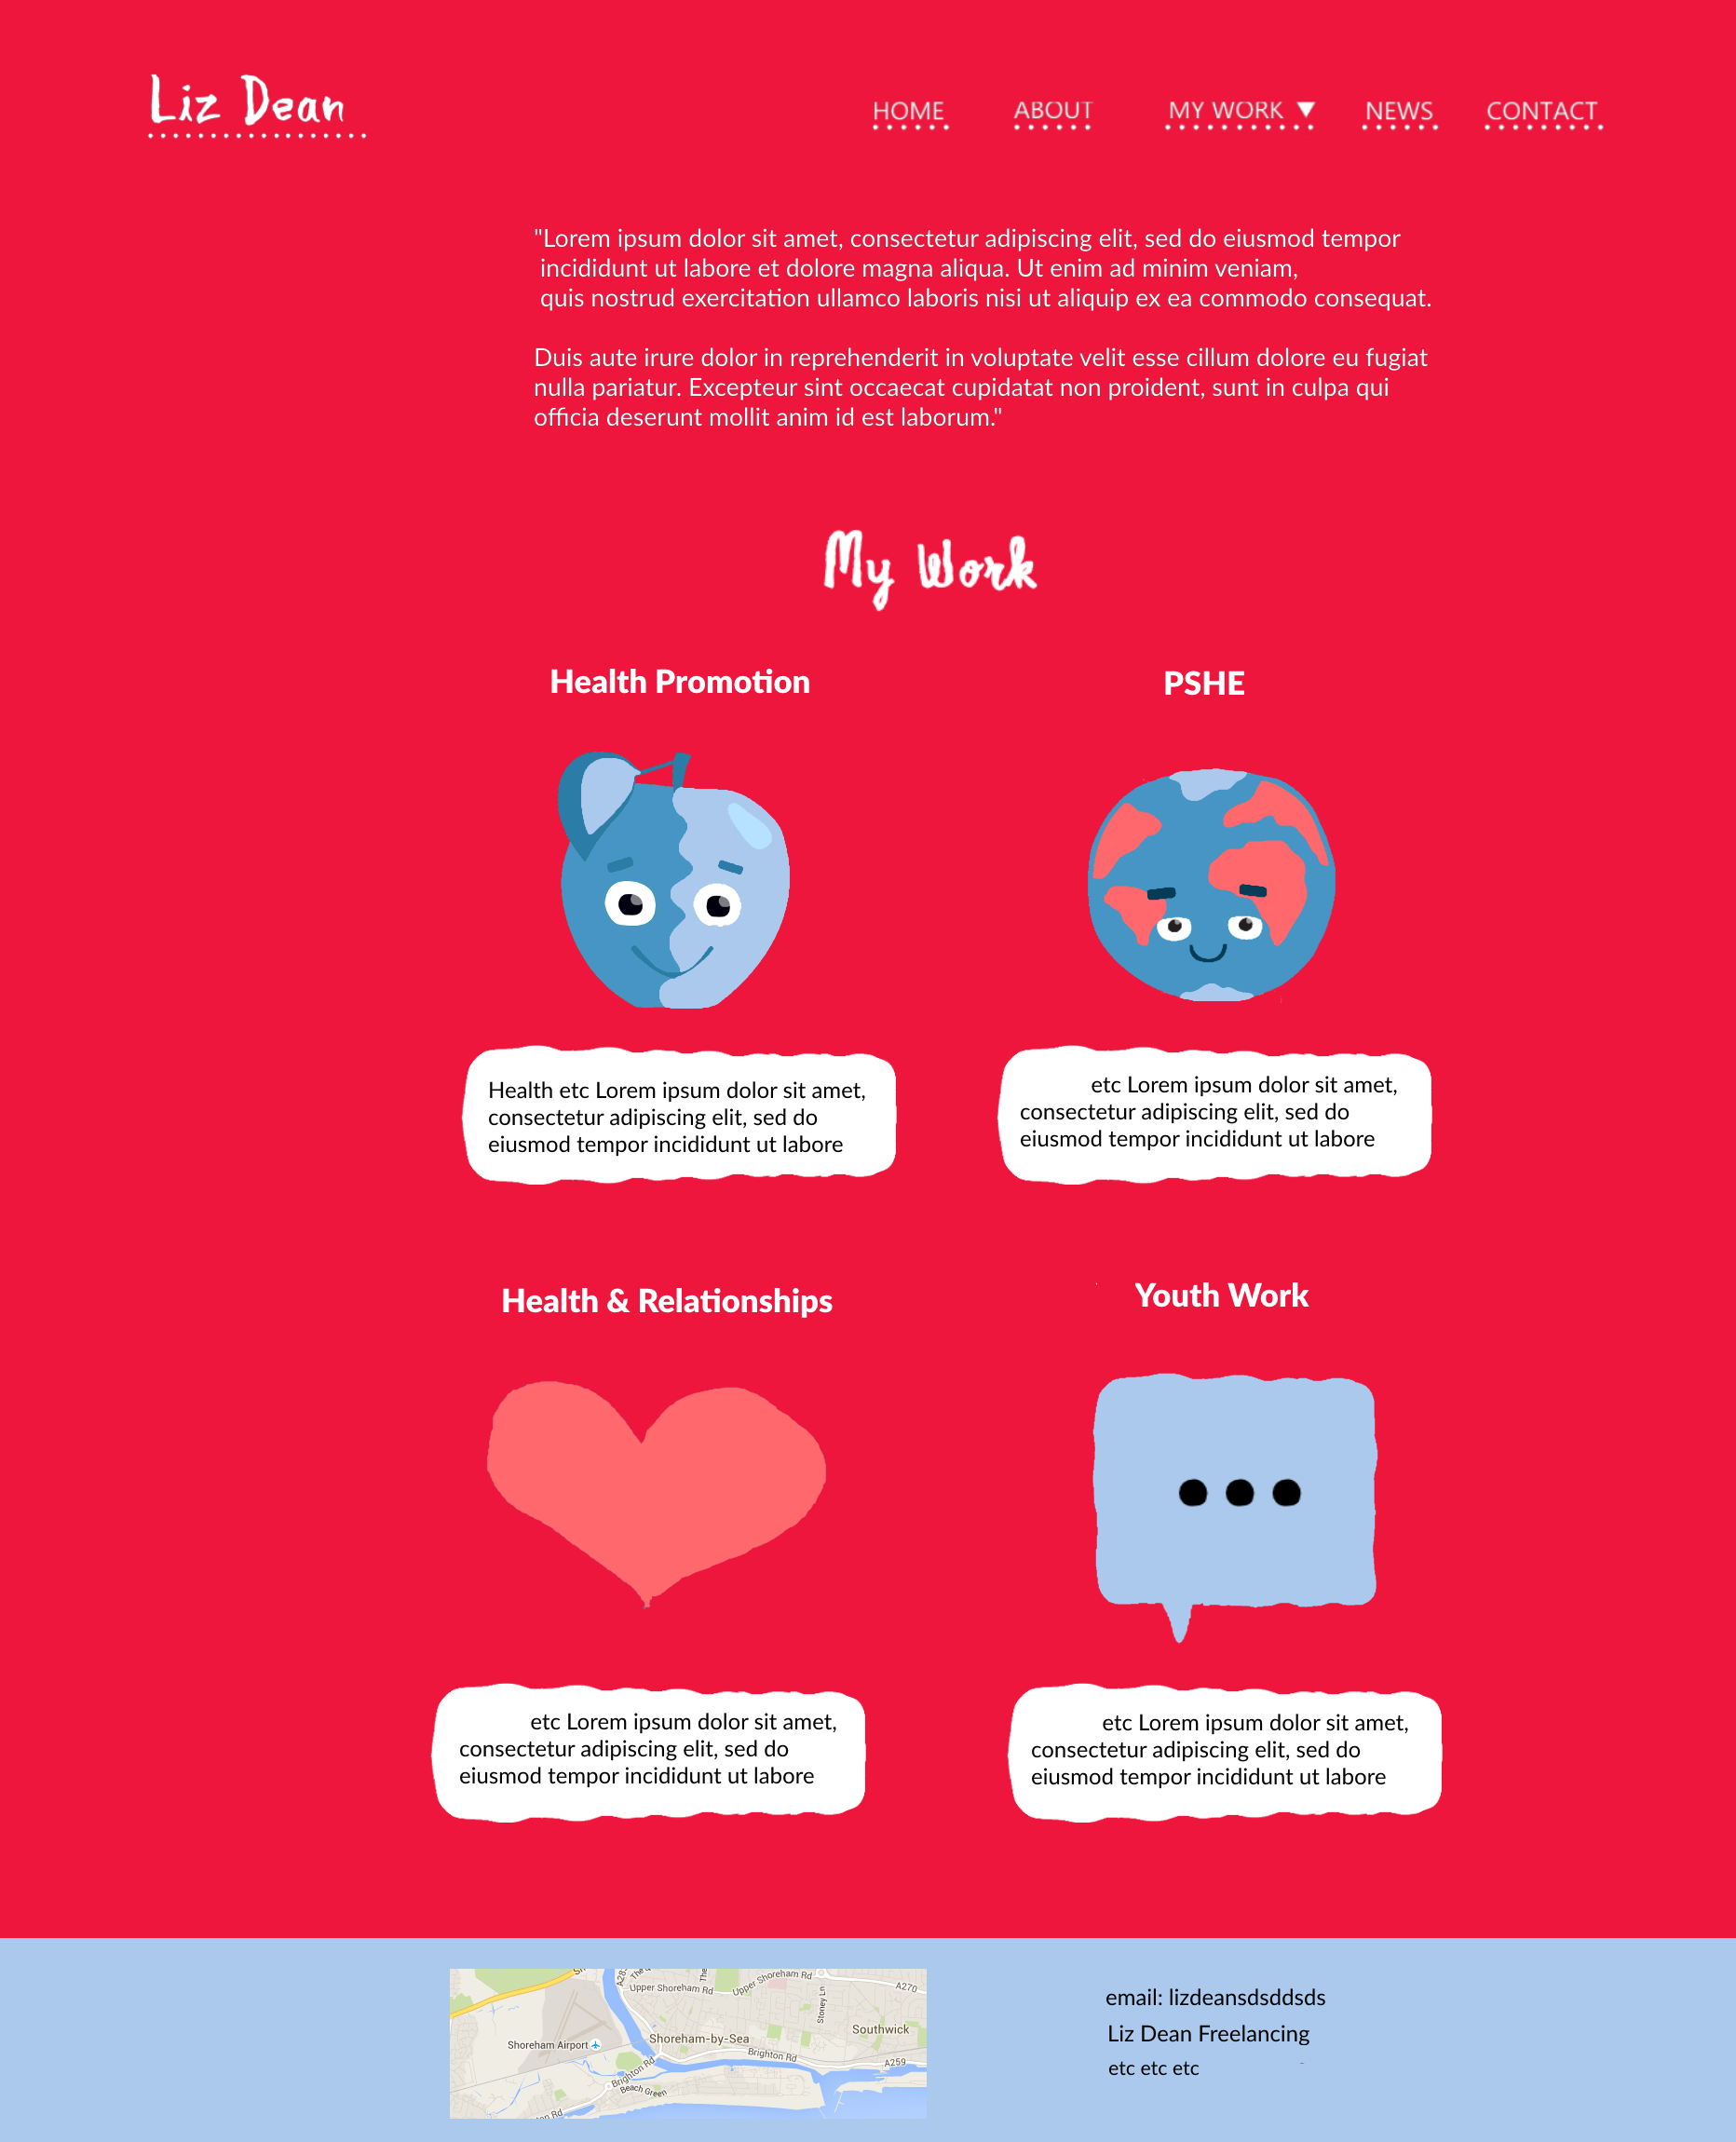 Liz Dean
HOME ABOUT MY WORK ▼ NEWS CONTACT
"Lorem ipsum dolor sit amet, consectetur adipiscing elit, sed do eiusmod tempor
incididunt ut labore et dolore magna aliqua. Ut enim ad minim veniam,
quis nostrud exercitation ullamco laboris nisi ut aliquip ex ea commodo consequat.
Duis aute irure dolor in reprehenderit in voluptate velit esse cillum dolore eu fugiat
nulla pariatur. Excepteur sint occaecat cupidatat non proident, sunt in culpa qui
officia deserunt mollit anim id est laborum."
My Work
Health Promotion
PSHE
Health etc Lorem ipsum dolor sit amet,
consectetur adipiscing elit, sed do
eiusmod tempor incididunt ut labore
etc Lorem ipsum dolor sit amet,
consectetur adipiscing elit, sed do
eiusmod tempor incididunt ut labore
Health & Relationships
Youth Work
etc Lorem ipsum dolor sit amet,
consectetur adipiscing elit, sed do
eiusmod tempor incididunt ut labore
etc Lorem ipsum dolor sit amet,
consectetur adipiscing elit, sed do
eiusmod tempor incididunt ut labore
Upper Shoreham Rd
Upper Shoreham Rd
A270
Stoney Ln
Shoreham Airport
Shoreham-by-Sea
Southwick
Brighton Rd
A259
Brighton Rd
Beach Green
email: lizdeansdsddsds
Liz Dean Freelancing
etc etc etc